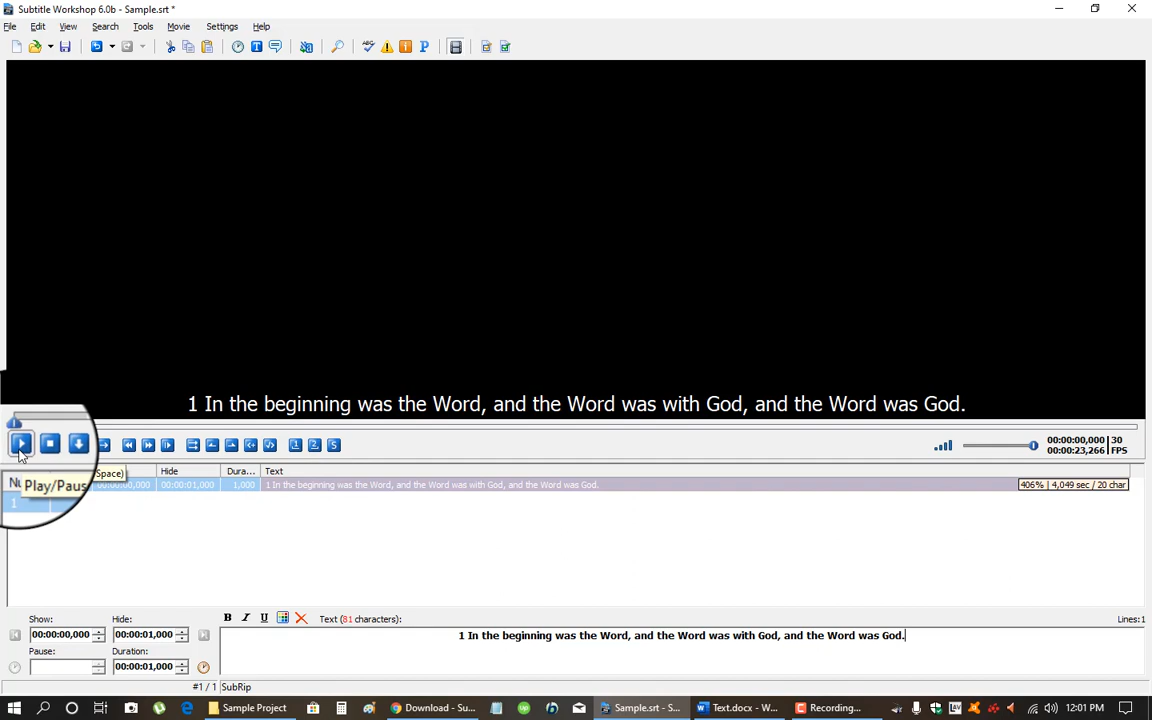 Subtitle Workshop 6.0b - Sample.srt *
File Edit View Search Tools Movie Settings Help
1 In the beginning was the Word, and the Word was with God, and the Word was God.
00:00:00,000 30
00:00:23,266 FPS
Space)
Hide Dura... Text
Play/Paus
1 00:00:00,000 00:00:01,000 1,000 1 In the beginning was the Word, and the Word was with God, and the Word was God. 406% | 4,049 sec / 20 char
Show: Hide: B I U Text (81 characters): Lines:1
00:00:00,000 00:00:01,000 1 In the beginning was the Word, and the Word was with God, and the Word was God.
Pause: Duration:
00:00:01,000
#1 / 1 SubRip
Sample Project Download - Su... Sample.srt - S... Text.docx - W... Recording... 12:01 PM